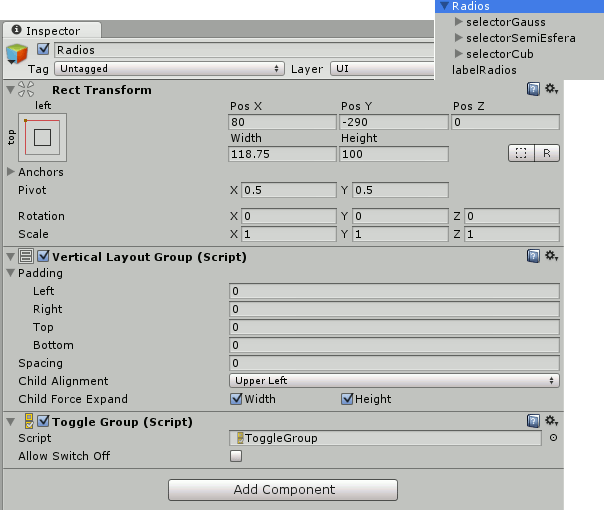 Radios
selectorGauss
selectorSemiEsfera
selectorCub
labelRadios
Inspector
Radios
Tag Untagged Layer UI
Rect Transform
left Pos X Pos Y Pos Z
top 80 -290 0
Width Height
118.75 100 R
Anchors
Pivot X 0.5 Y 0.5
Rotation X 0 Y 0 Z 0
Scale X 1 Y 1 Z 1
Vertical Layout Group (Script)
Padding
Left 0
Right 0
Top 0
Bottom 0
Spacing 0
Child Alignment Upper Left
Child Force Expand Width Height
Toggle Group (Script)
Script ToggleGroup
Allow Switch Off
Add Component